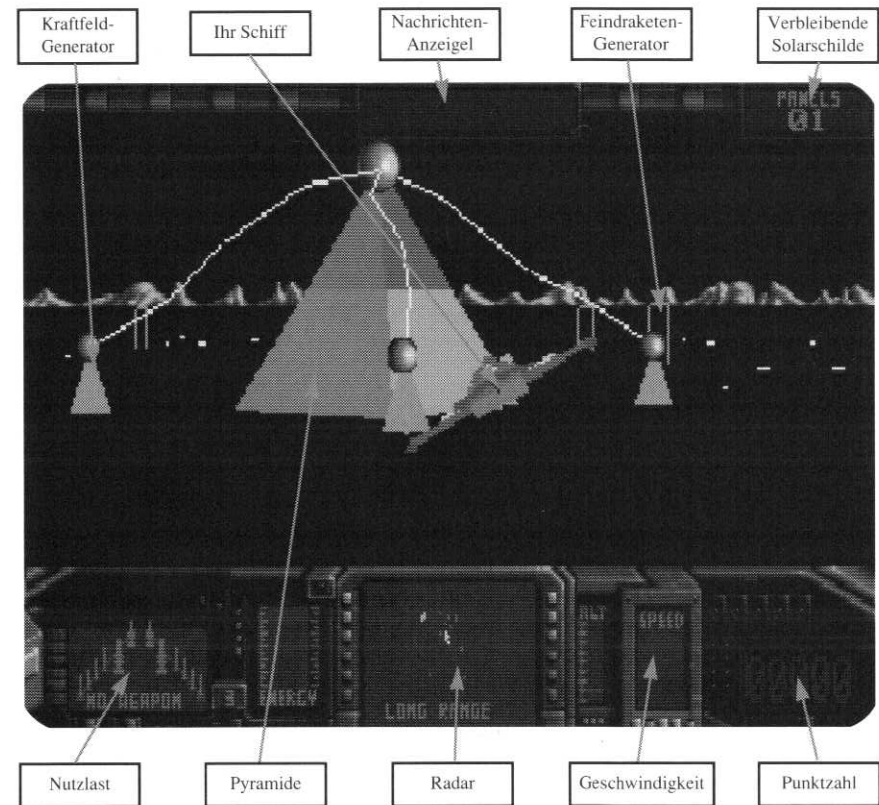 Kraftfeld-
Generator
Ihr Schiff
Nachrichten-
Anzeigel
Feindraketen-
Generator
Verbleibende
Solarschilde
PANELS
01
ALT
SPEED
NO WEAPON
3
ENERGY
LONG RANGE
Nutzlast
Pyramide
Radar
Geschwindigkeit
Punktzahl